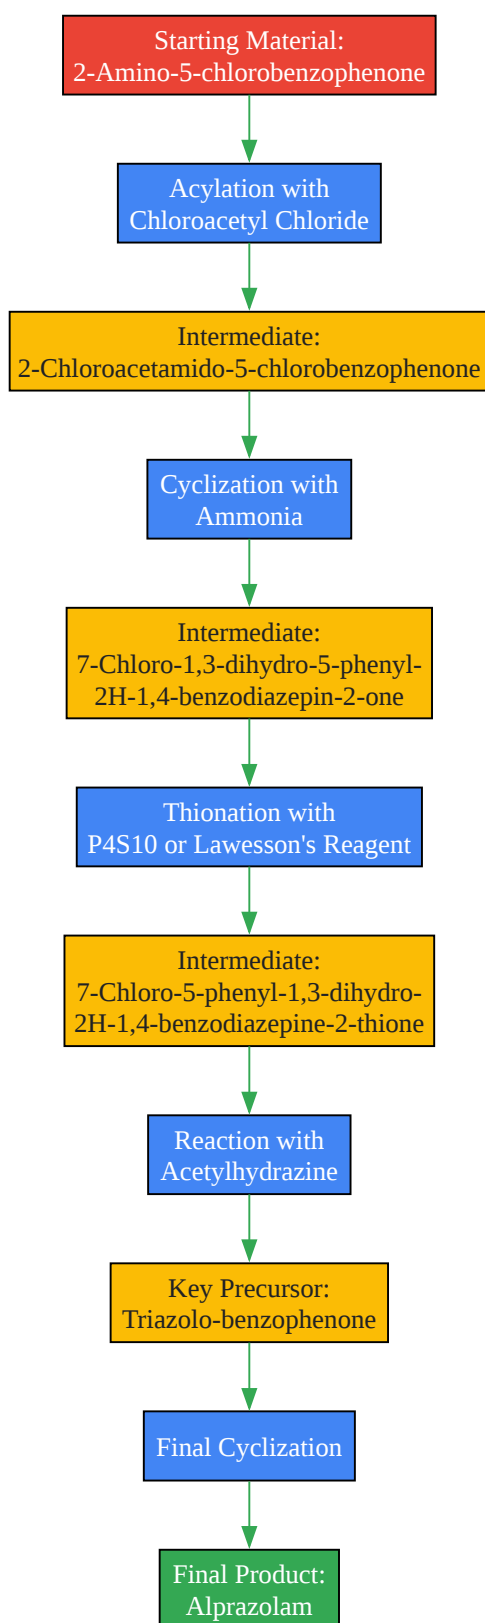 Starting Material:
2-Amino-5-chlorobenzophenone
Acylation with
Chloroacetyl Chloride
Intermediate:
2-Chloroacetamido-5-chlorobenzophenone
Cyclization with
Ammonia
Intermediate:
7-Chloro-1,3-dihydro-5-phenyl-
2H-1,4-benzodiazepin-2-one
Thionation with
P4S10 or Lawesson's Reagent
Intermediate:
7-Chloro-5-phenyl-1,3-dihydro-
2H-1,4-benzodiazepine-2-thione
Reaction with
Acetylhydrazine
Key Precursor:
Triazolo-benzophenone
Final Cyclization
Final Product:
Alprazolam